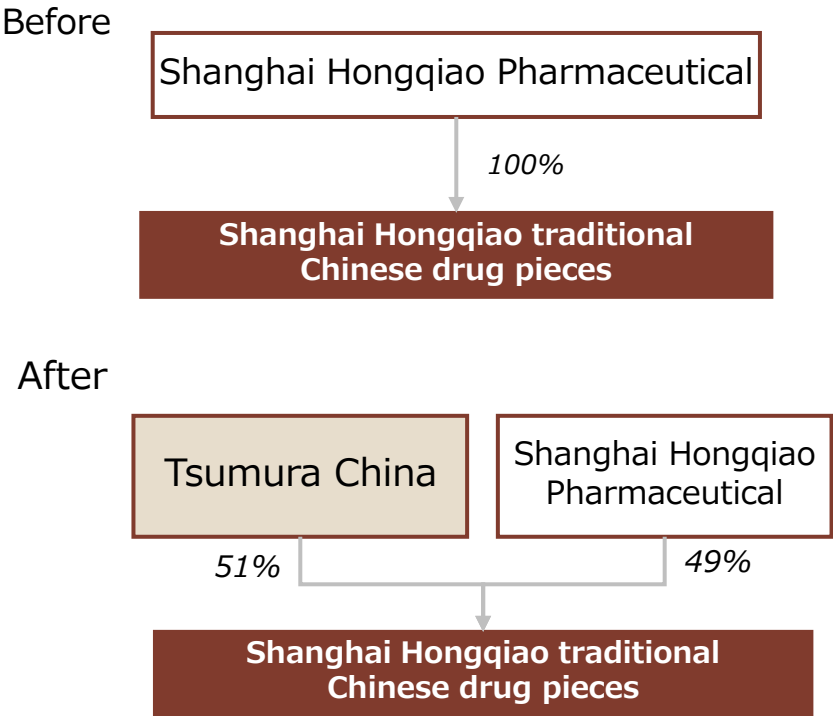 Before
Shanghai Hongqiao Pharmaceutical
100%
Shanghai Hongqiao traditional
Chinese drug pieces
After
Tsumura China
Shanghai Hongqiao
Pharmaceutical
51%
49%
Shanghai Hongqiao traditional
Chinese drug pieces